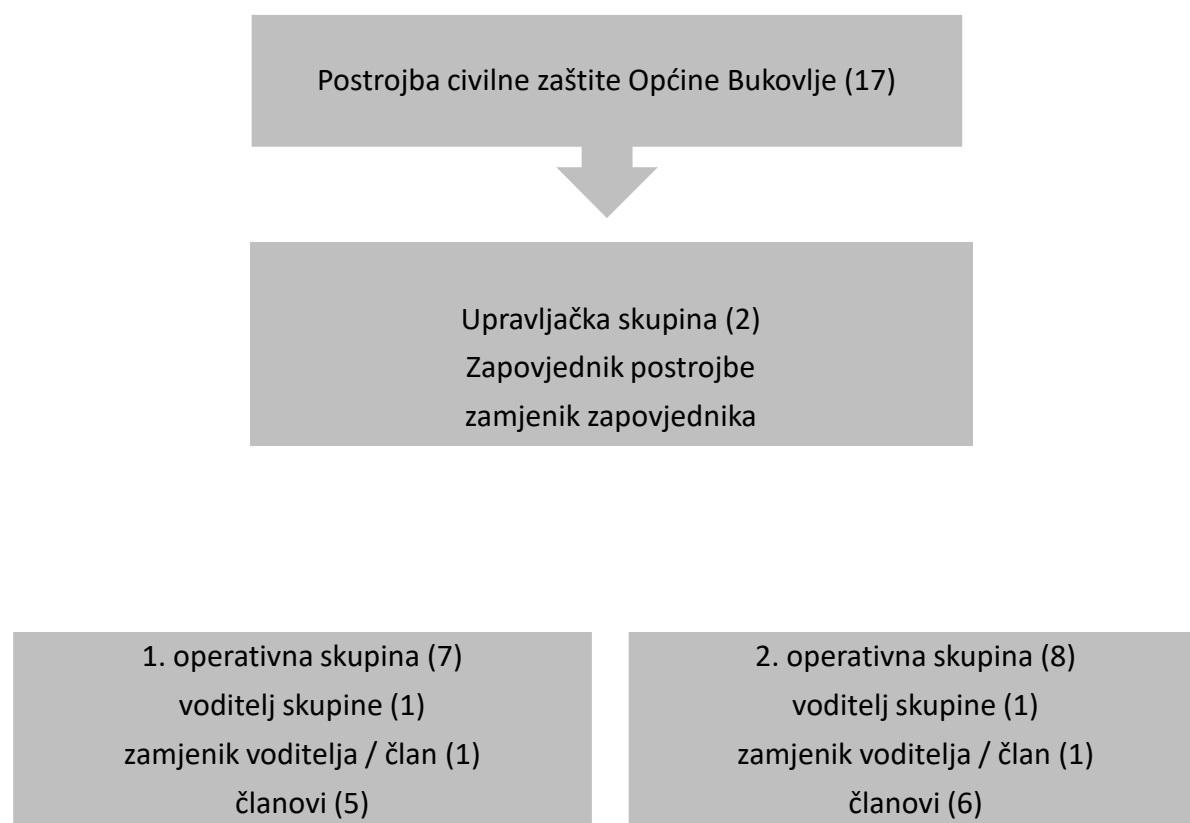 Postrojba civilne zaštite Općine Bukovlje (17)
Upravljačka skupina (2)
Zapovjednik postrojbe
zamjenik zapovjednika
1. operativna skupina (7)
voditelj skupine (1)
zamjenik voditelja / član (1)
članovi (5)
2. operativna skupina (8)
voditelj skupine (1)
zamjenik voditelja / član (1)
članovi (6)